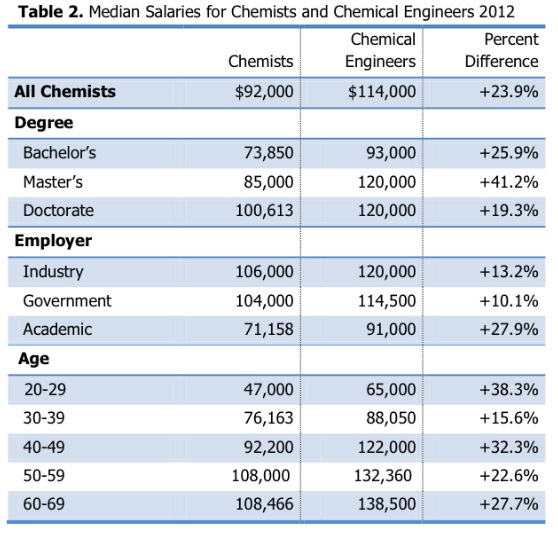 Table 2. Median Salaries for Chemists and Chemical Engineers 2012
Chemists Chemical Engineers Percent Difference
All Chemists $92,000 $114,000 +23.9%
Degree
Bachelor's 73,850 93,000 +25.9%
Master's 85,000 120,000 +41.2%
Doctorate 100,613 120,000 +19.3%
Employer
Industry 106,000 120,000 +13.2%
Government 104,000 114,500 +10.1%
Academic 71,158 91,000 +27.9%
Age
20-29 47,000 65,000 +38.3%
30-39 76,163 88,050 +15.6%
40-49 92,200 122,000 +32.3%
50-59 108,000 132,360 +22.6%
60-69 108,466 138,500 +27.7%